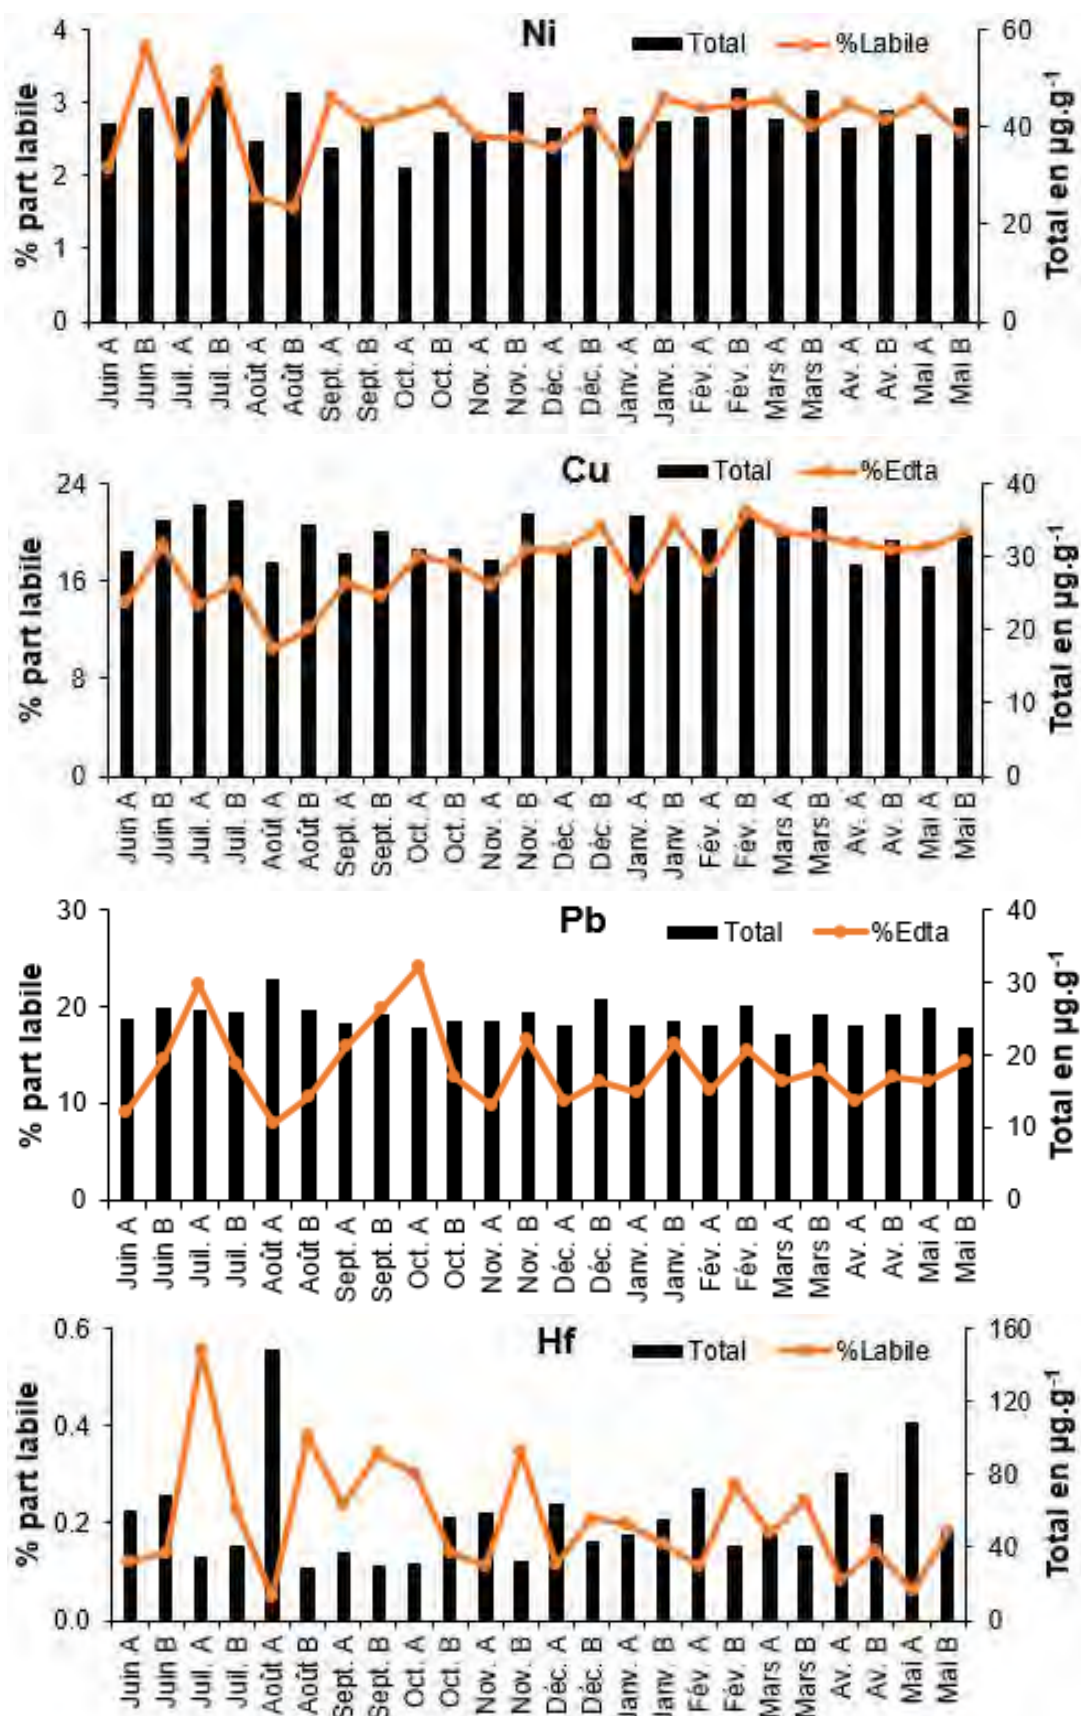 Ni
Total %Labile
% part labile
Total en µg.g⁻¹
4
3
2
1
0
60
40
20
0
Juin A Juin B Juil. A Juil. B Août A Août B Sept. A Sept. B Oct. A Oct. B Nov. A Nov. B Déc. A Déc. B Janv. A Janv. B Fév. A Fév. B Mars A Mars B Av. A Av. B Mai A Mai B
Cu
Total %Edta
% part labile
Total en µg.g⁻¹
24
16
8
0
40
30
20
10
0
Juin A Juin B Juil. A Juil. B Août A Août B Sept. A Sept. B Oct. A Oct. B Nov. A Nov. B Déc. A Déc. B Janv. A Janv. B Fév. A Fév. B Mars A Mars B Av. A Av. B Mai A Mai B
Pb
Total %Edta
% part labile
Total en µg.g⁻¹
30
20
10
0
40
30
20
10
0
Juin A Juin B Juil. A Juil. B Août A Août B Sept. A Sept. B Oct. A Oct. B Nov. A Nov. B Déc. A Déc. B Janv. A Janv. B Fév. A Fév. B Mars A Mars B Av. A Av. B Mai A Mai B
Hf
Total %Labile
% part labile
Total en µg.g⁻¹
0.6
0.4
0.2
0.0
160
120
80
40
0
Juin A Juin B Juil. A Juil. B Août A Août B Sept. A Sept. B Oct. A Oct. B Nov. A Nov. B Déc. A Déc. B Janv. A Janv. B Fév. A Fév. B Mars A Mars B Av. A Av. B Mai A Mai B